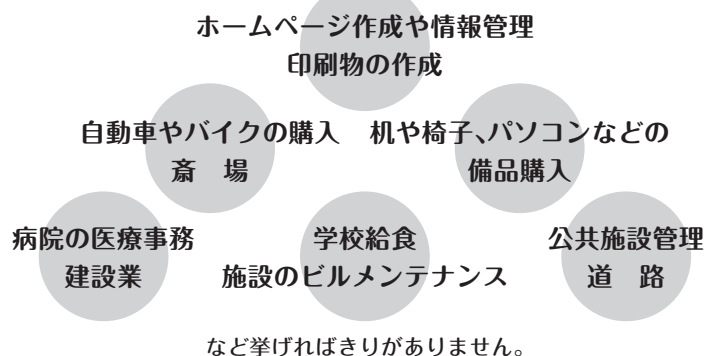 ホームページ作成や情報管理
印刷物の作成
自動車やバイクの購入
斎　場
机や椅子、パソコンなどの
備品購入
病院の医療事務
建設業
学校給食
施設のビルメンテナンス
公共施設管理
道　路
など挙げればきりがありません。